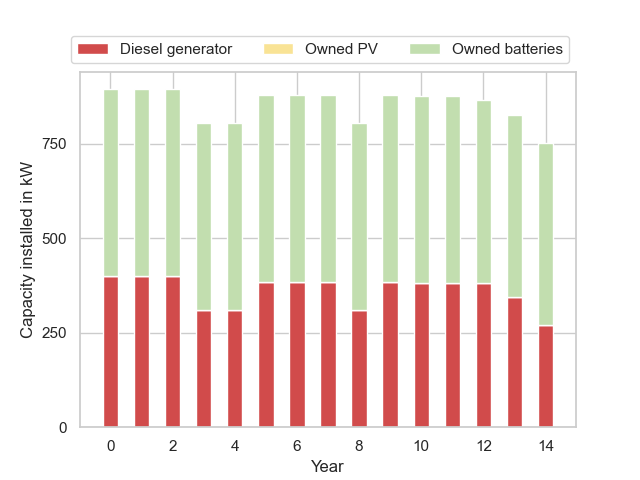 Diesel generator Owned PV Owned batteries
Capacity installed in kW
750
500
250
0
0 2 4 6 8 10 12 14
Year